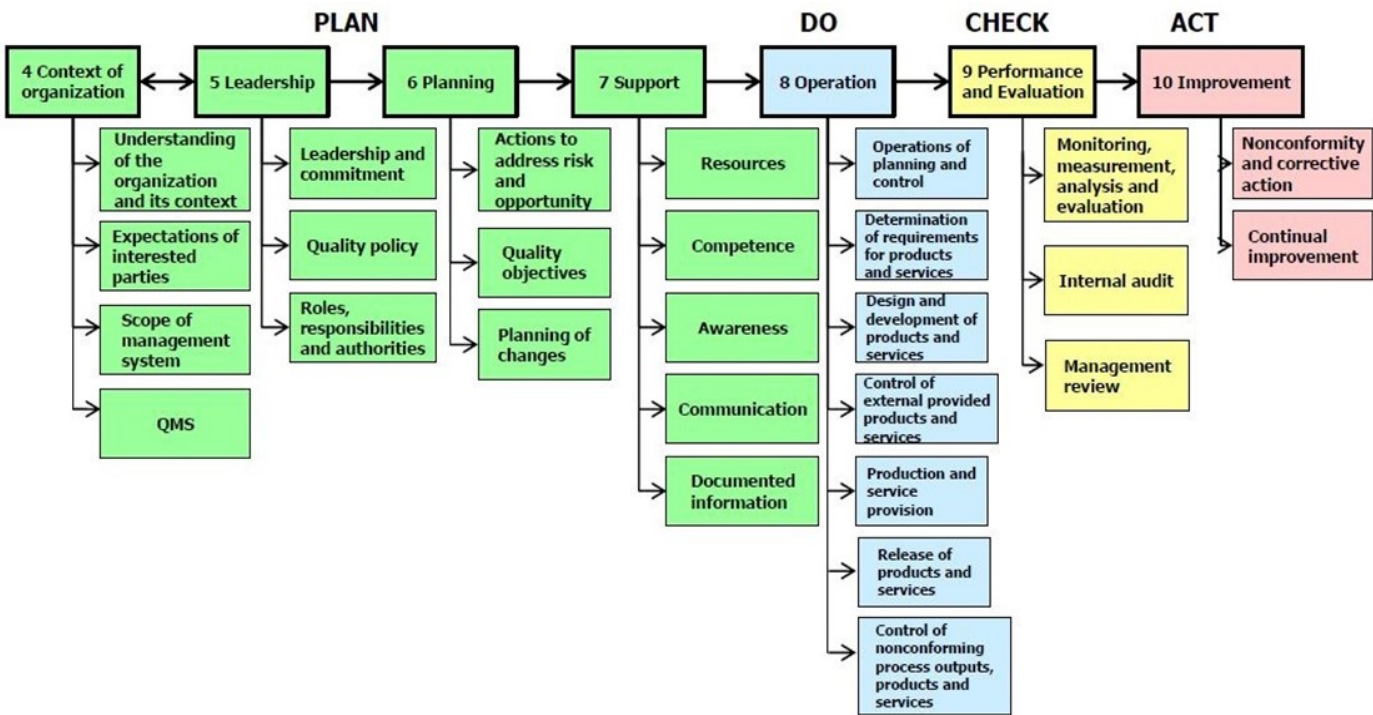 PLAN
DO
CHECK
ACT
4 Context of
organization
5 Leadership
6 Planning
7 Support
8 Operation
9 Performance
and Evaluation
10 Improvement
Understanding
of the
organization
and its context
Expectations of
interested
parties
Scope of
management
system
QMS
Leadership and
commitment
Quality policy
Roles,
responsibilities
and authorities
Actions to
address risk
and
opportunity
Quality
objectives
Planning of
changes
Resources
Competence
Awareness
Communication
Documented
information
Operations of
planning and
control
Determination
of requirements
for products
and services
Design and
development of
products and
services
Control of
external provided
products and
services
Production and
service
provision
Release of
products and
services
Control of
nonconforming
process outputs,
products and
services
Monitoring,
measurement,
analysis and
evaluation
Internal audit
Management
review
Nonconformity
and corrective
action
Continual
improvement